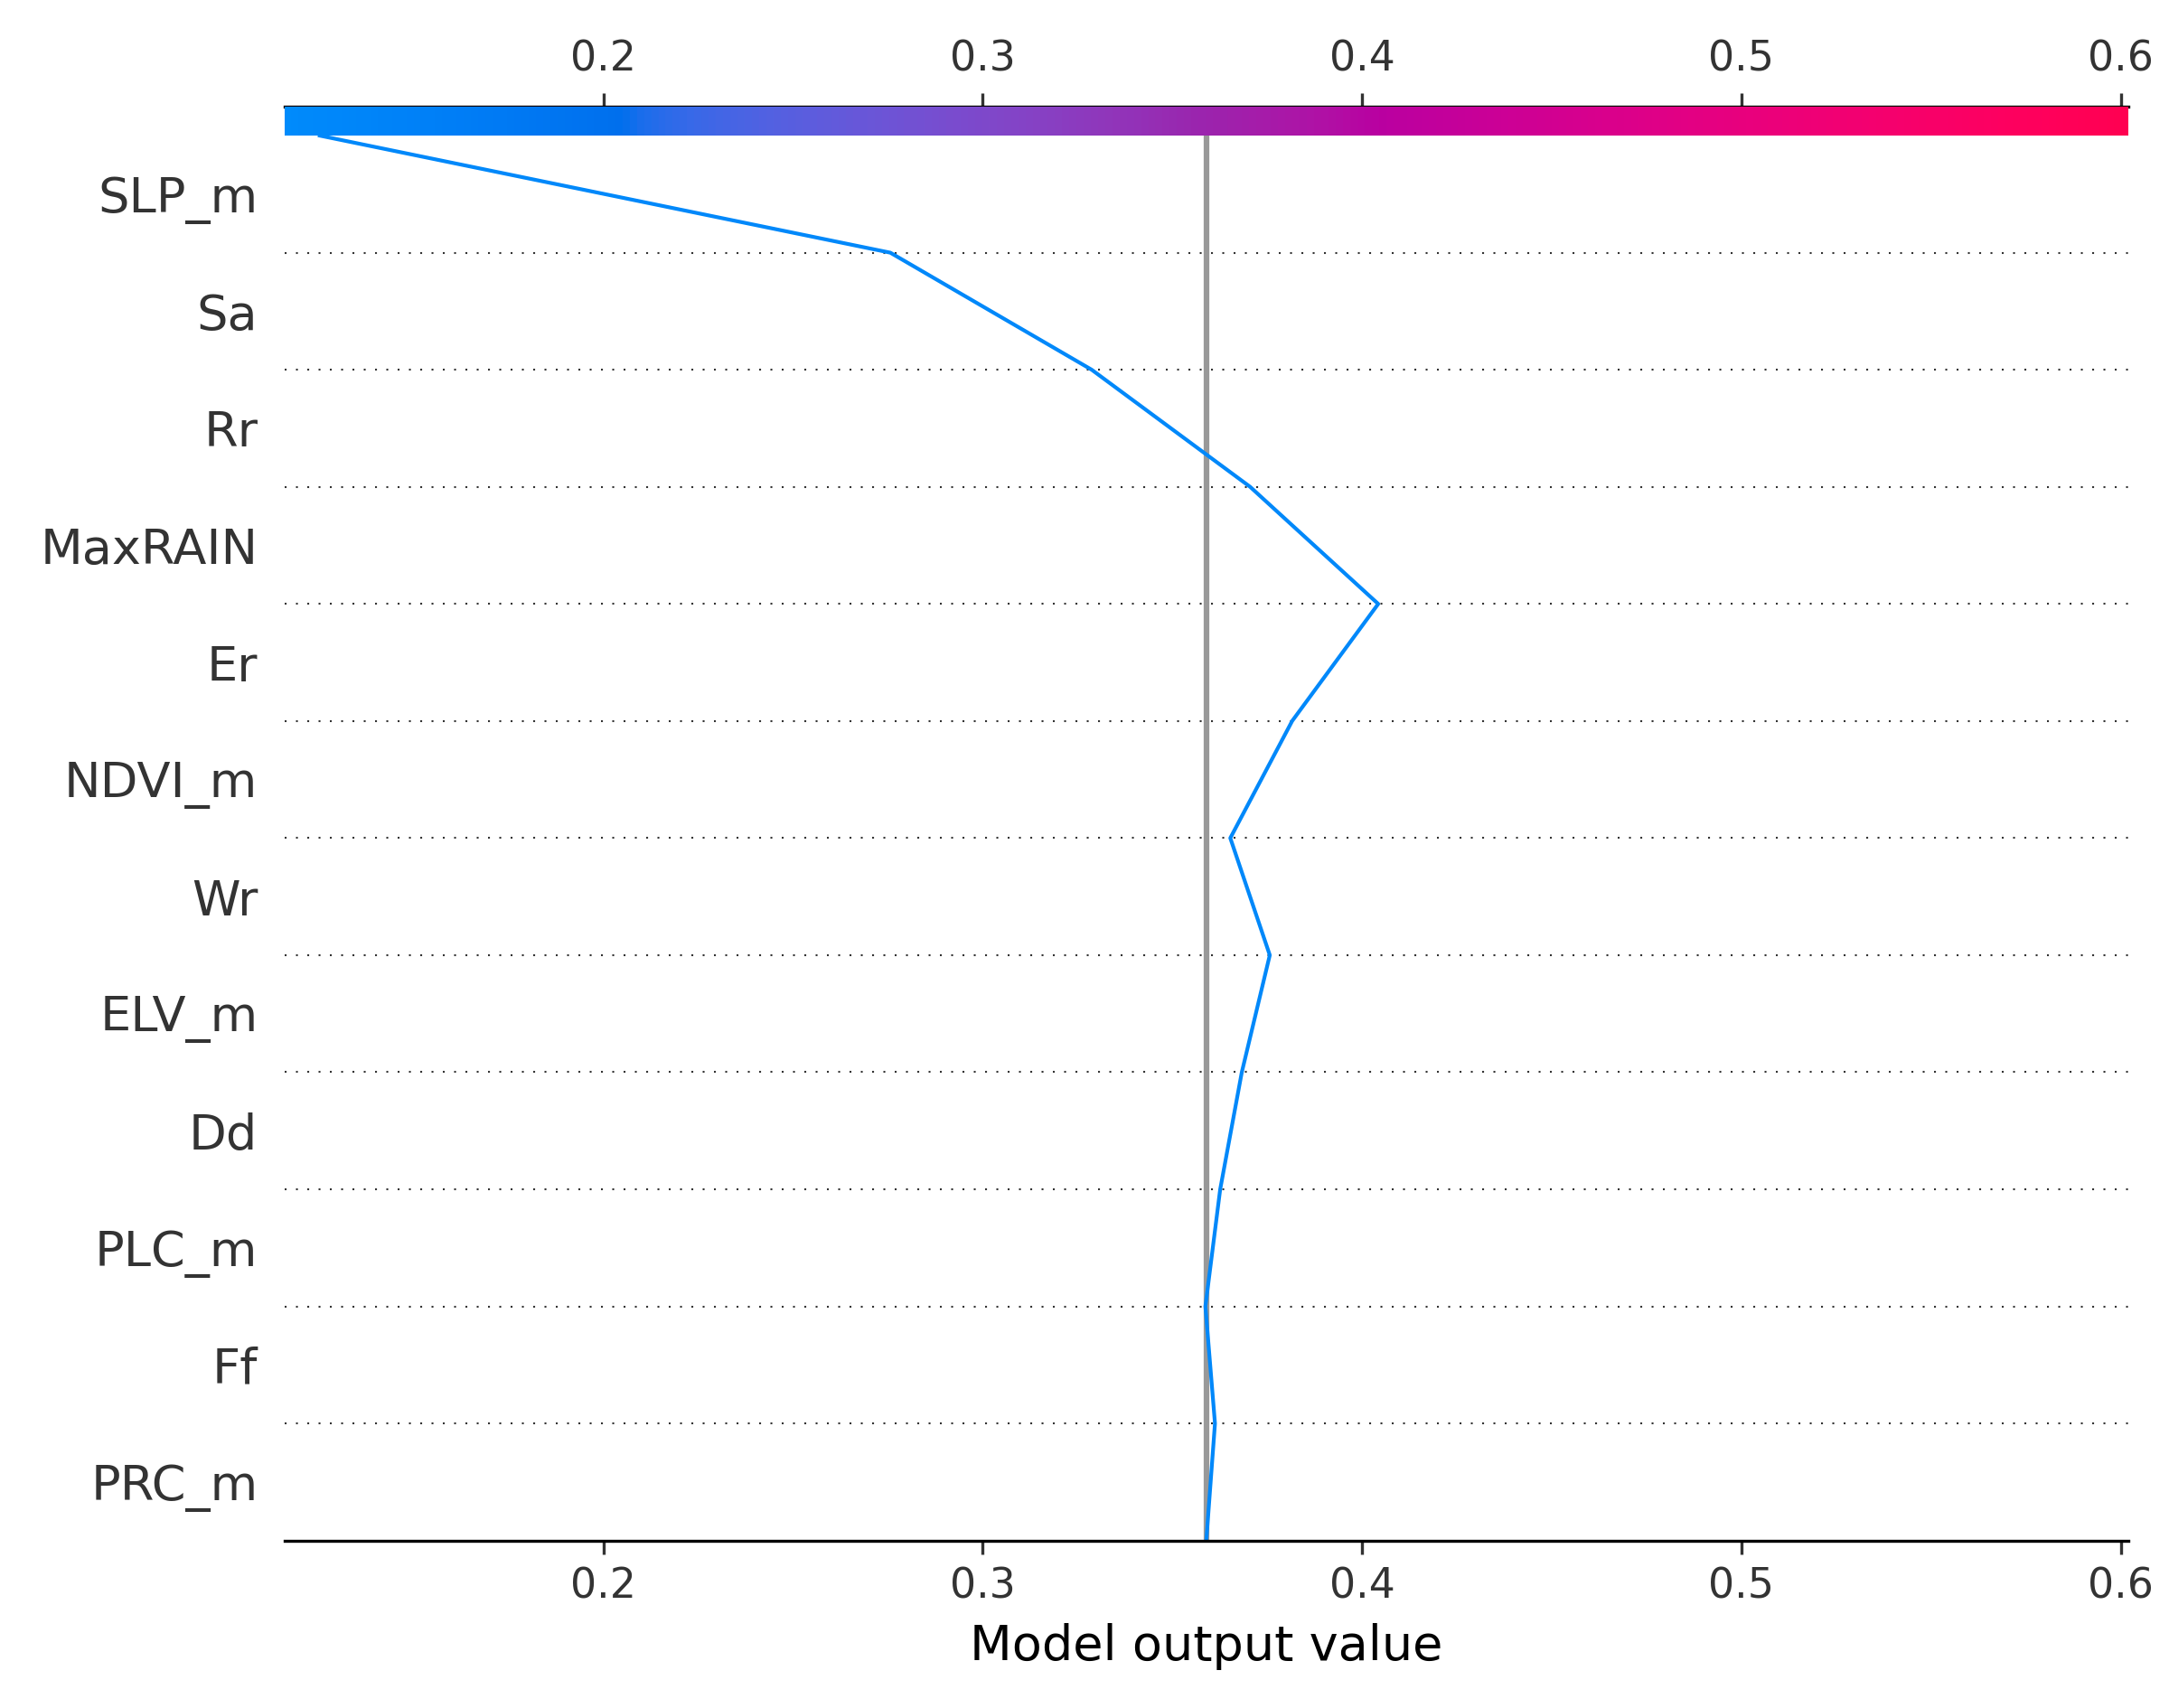 0.2 0.3 0.4 0.5 0.6
SLP_m
Sa
Rr
MaxRAIN
Er
NDVI_m
Wr
ELV_m
Dd
PLC_m
Ff
PRC_m
0.2 0.3 0.4 0.5 0.6
Model output value